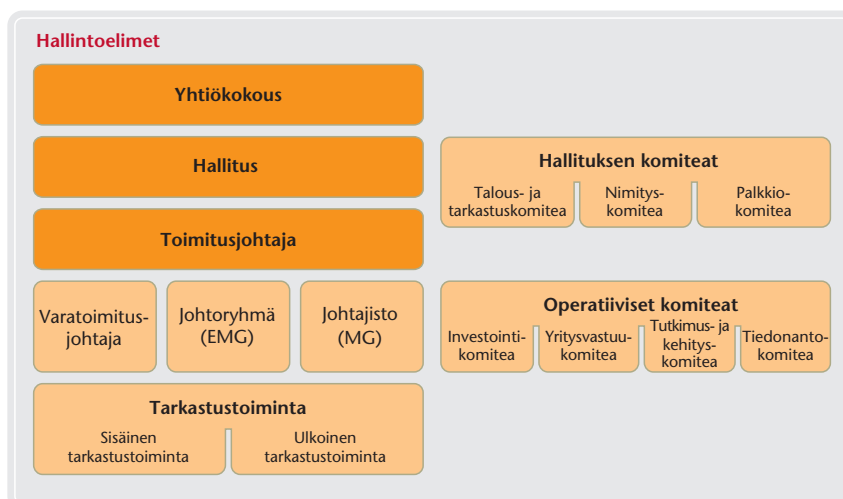 Hallintoelimet
Yhtiökokous
Hallitus
Toimitusjohtaja
Varatoimitus-
johtaja
Johtoryhmä
(EMG)
Johtajisto
(MG)
Tarkastustoiminta
Sisäinen
tarkastustoiminta
Ulkoinen
tarkastustoiminta
Hallituksen komiteat
Talous- ja
tarkastuskomitea
Nimitys-
komitea
Palkkio-
komitea
Operatiiviset komiteat
Investointi-
komitea
Yritysvastuu-
komitea
Tutkimus- ja
kehitys-
komitea
Tiedonanto-
komitea